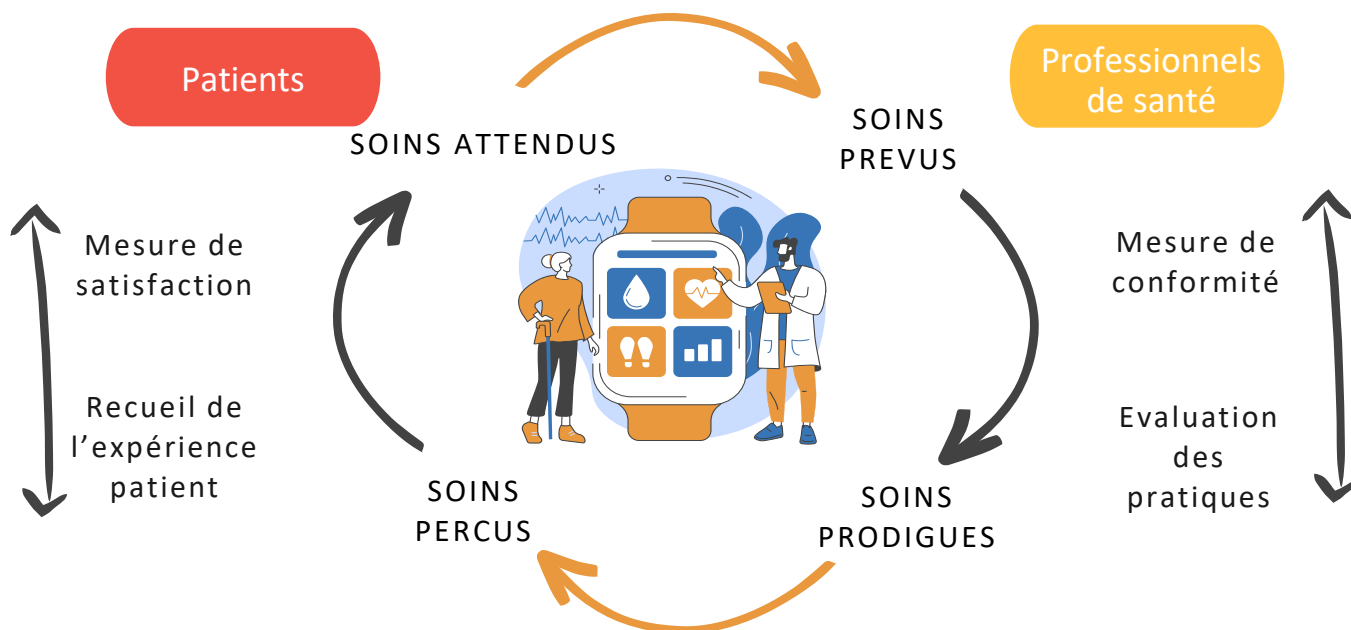 Patients
Professionnels
de santé
SOINS ATTENDUS
SOINS
PREVUS
Mesure de
satisfaction
Mesure de
conformité
Recueil de
l’expérience
patient
Evaluation
des
pratiques
SOINS
PERCUS
SOINS
PRODIGUES